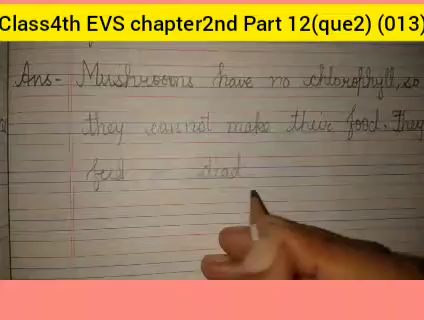 Class4th EVS chapter2nd Part 12(que2) (013)
Ans- Mushrooms have no chlorophyll, so
they cannot make their food. They
feed dead